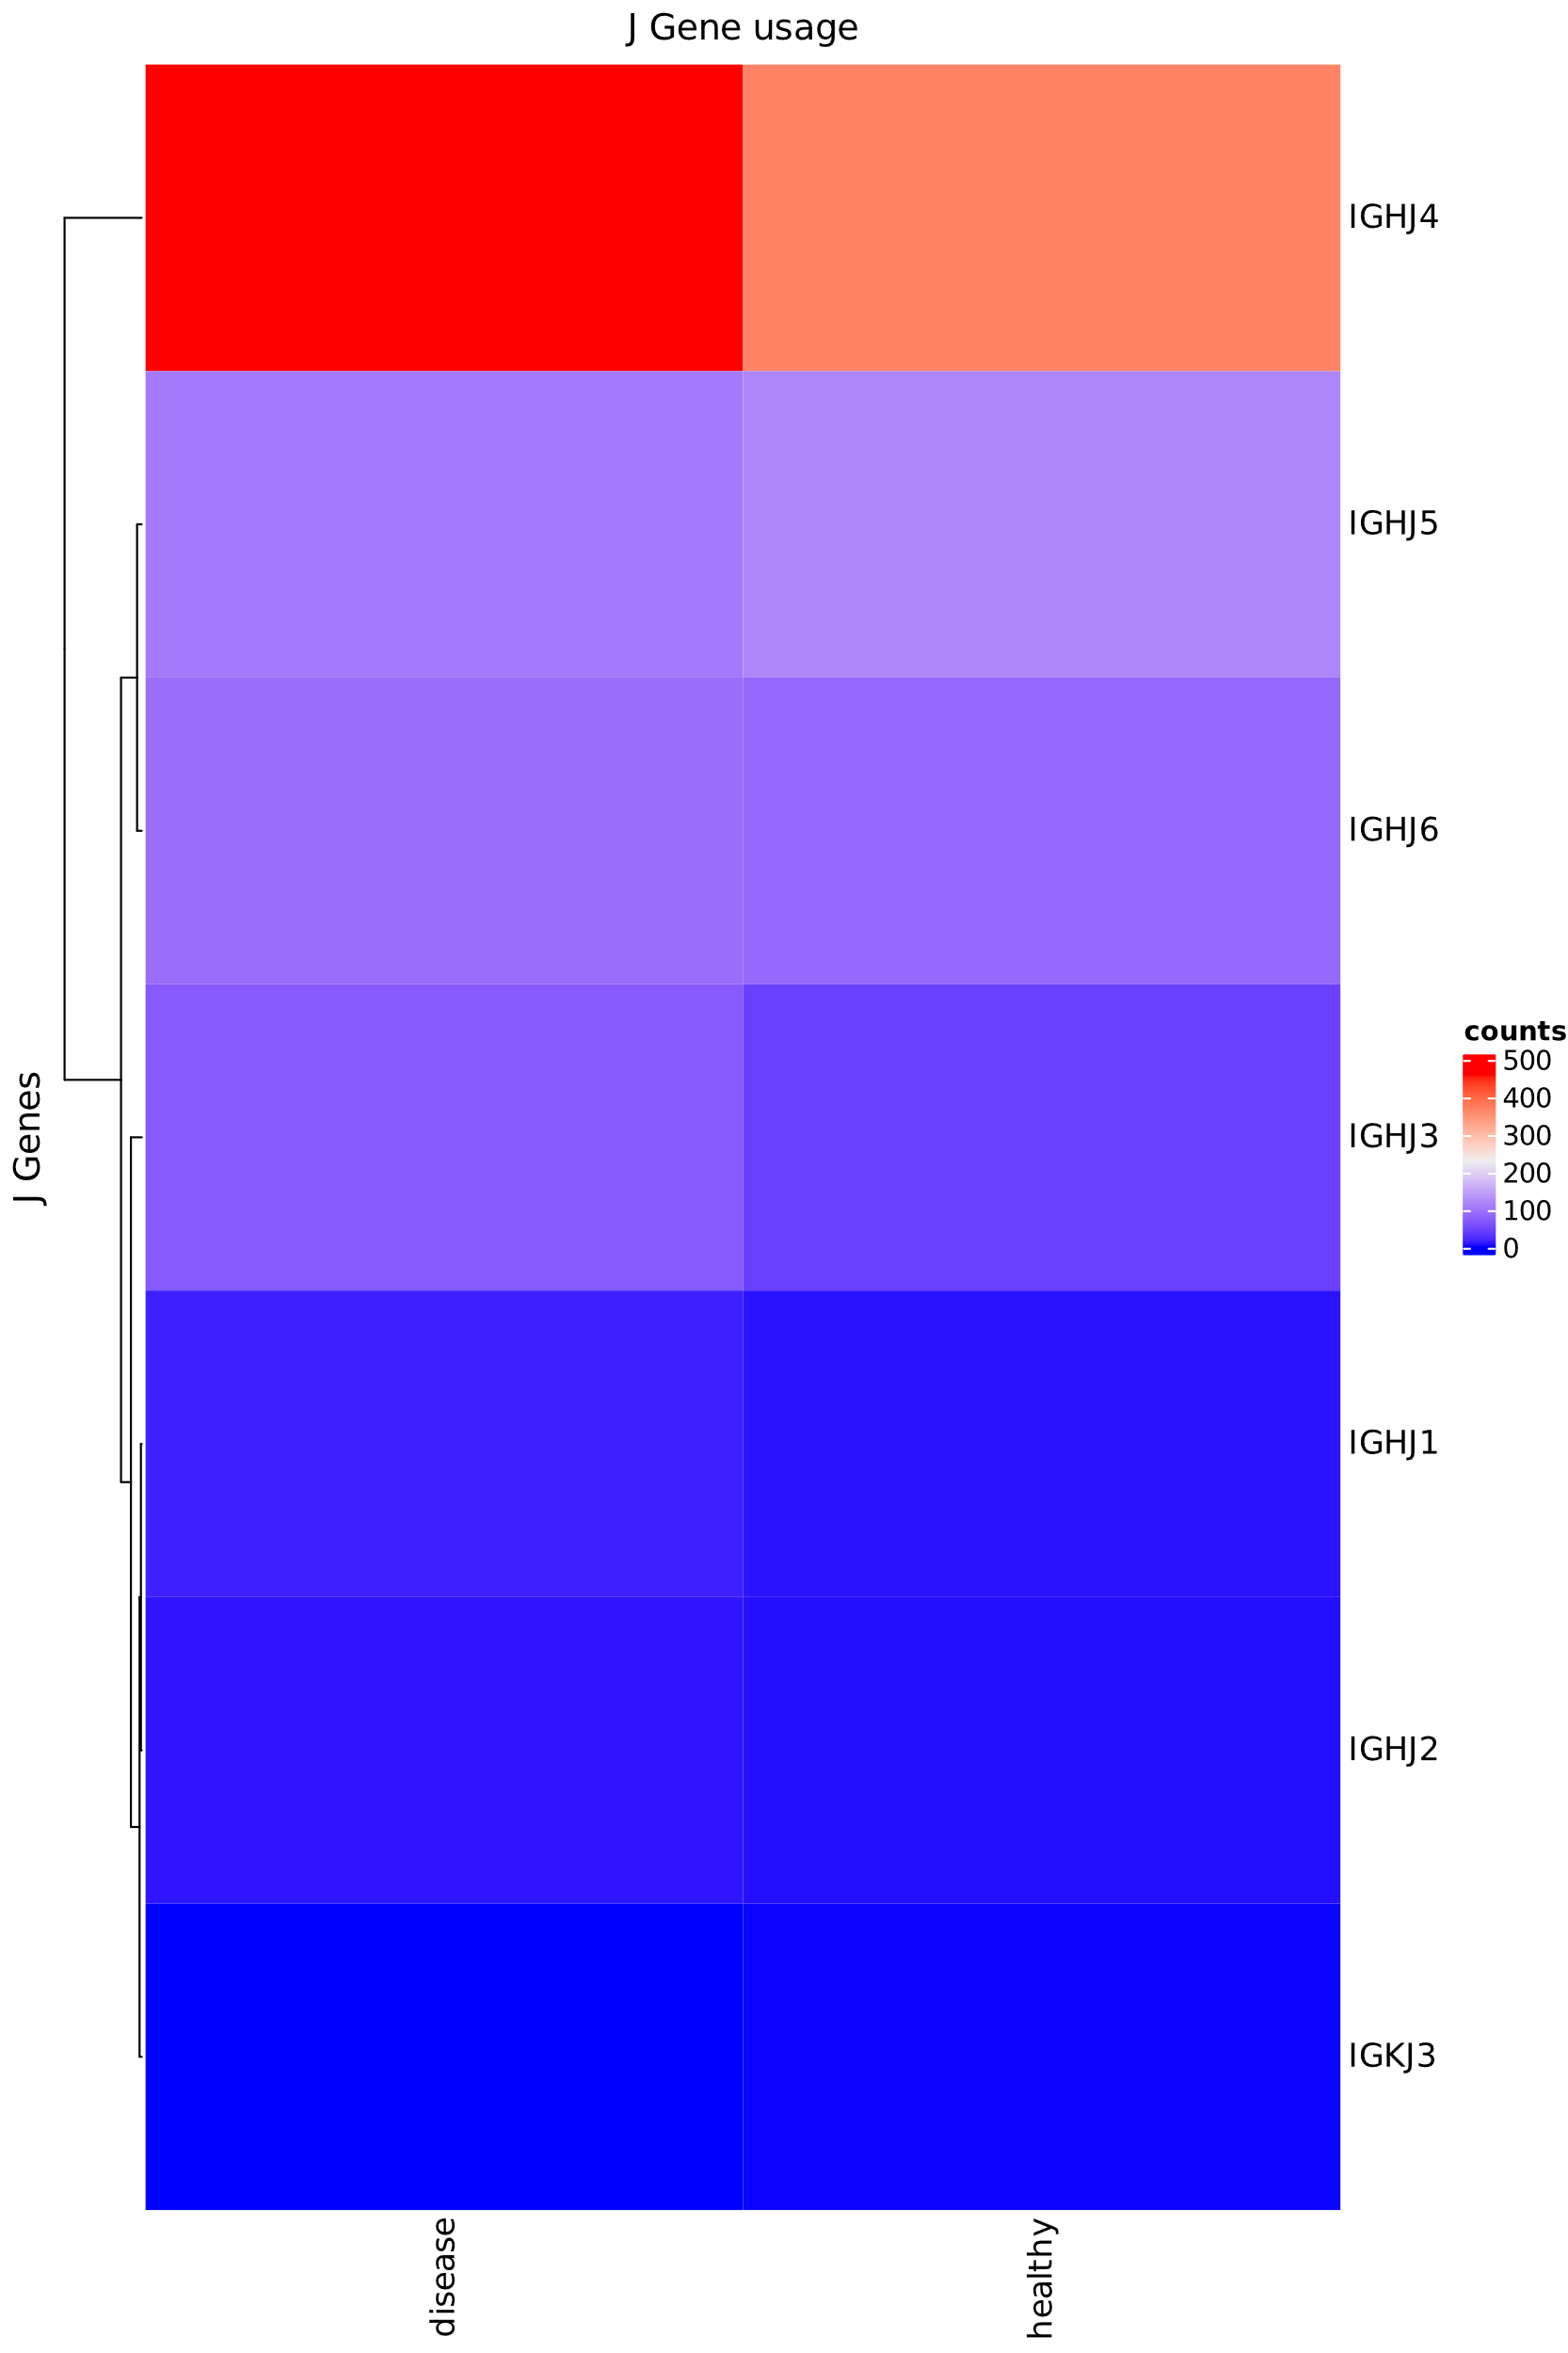 J Gene usage
IGHJ4
IGHJ5
IGHJ6
IGHJ3
IGHJ1
IGHJ2
IGKJ3
J Genes
counts
500
400
300
200
100
0
disease
healthy